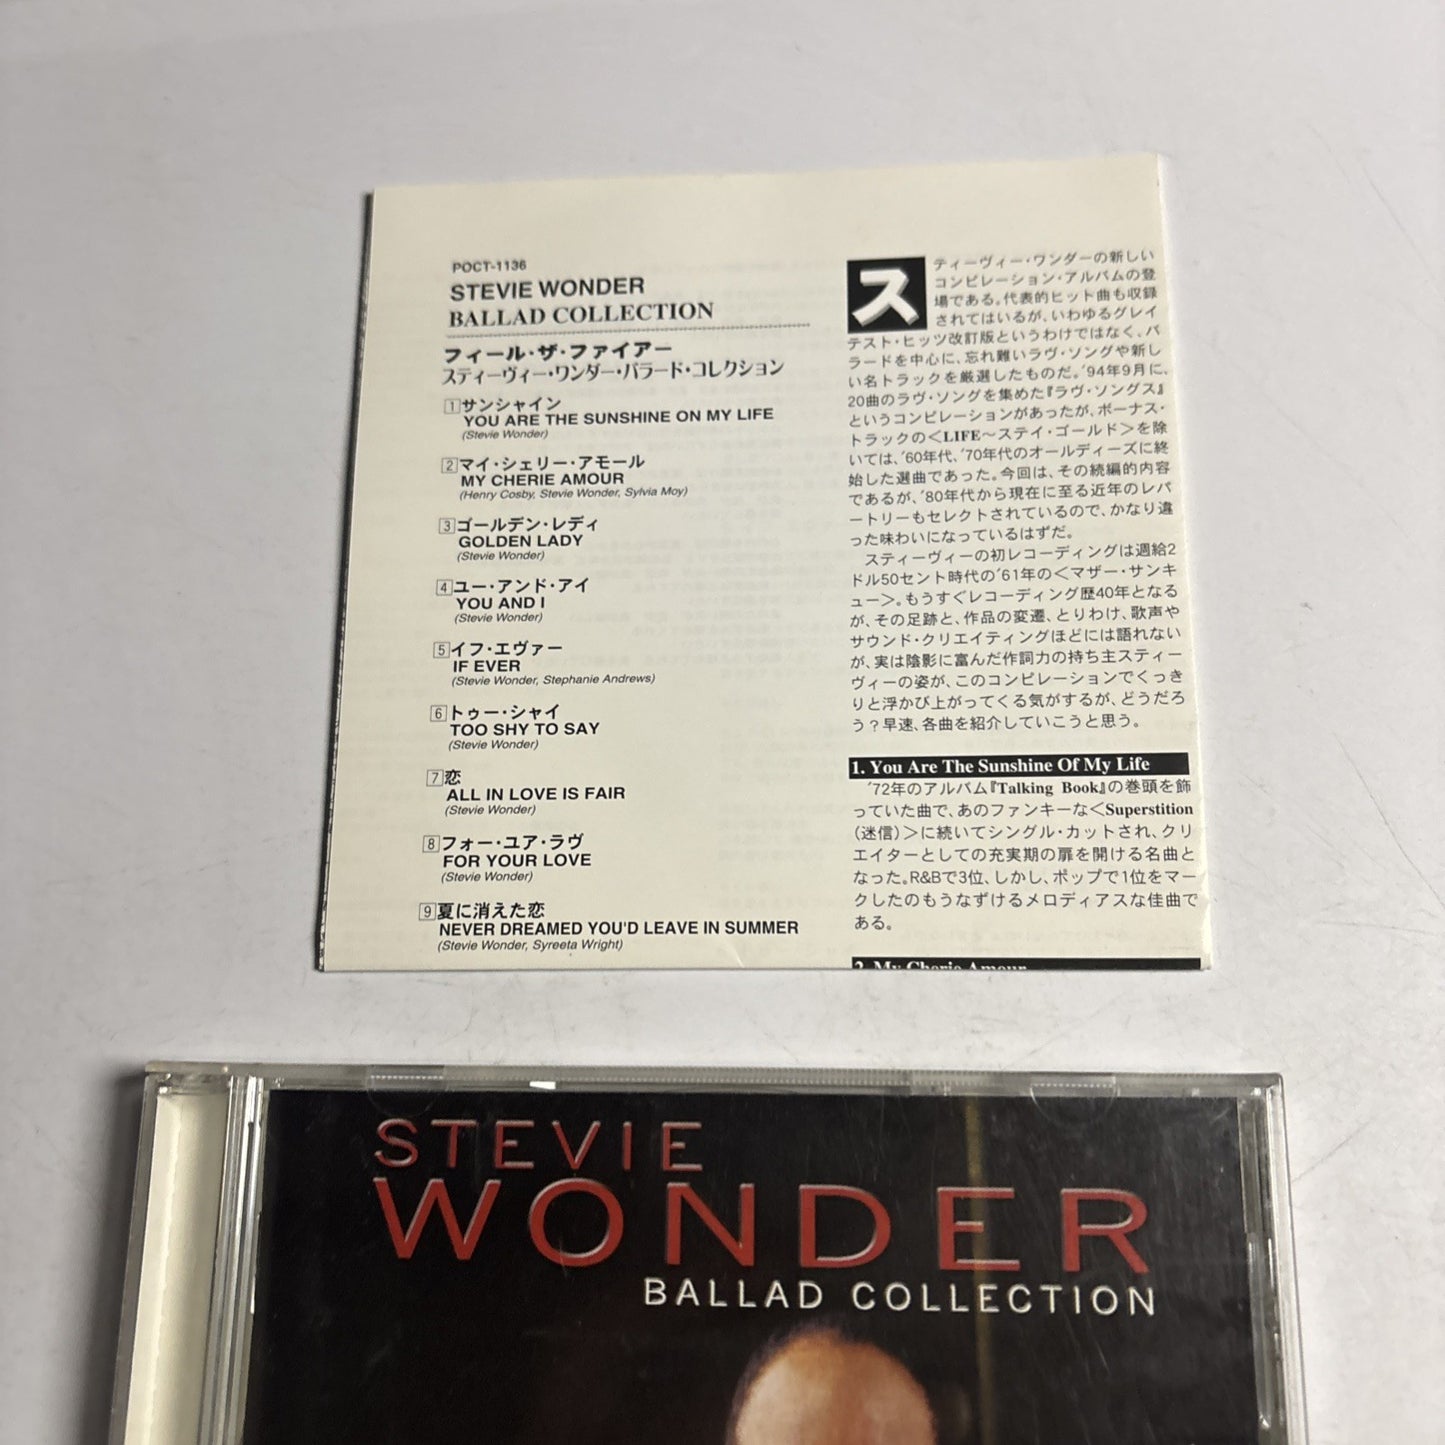 POCT-1136
STEVIE WONDER
BALLAD COLLECTION
フィール・ザ・ファイアー
スティーヴィー・ワンダー・バラード・コレクション
1 サンシャイン
YOU ARE THE SUNSHINE ON MY LIFE
(Stevie Wonder)
2 マイ・シェリー・アモール
MY CHERIE AMOUR
(Henry Cosby, Stevie Wonder, Sylvia Moy)
3 ゴールデン・レディ
GOLDEN LADY
(Stevie Wonder)
4 ユー・アンド・アイ
YOU AND I
(Stevie Wonder)
5 イフ・エヴァー
IF EVER
(Stevie Wonder, Stephanie Andrews)
6 トゥー・シャイ
TOO SHY TO SAY
(Stevie Wonder)
7 恋
ALL IN LOVE IS FAIR
(Stevie Wonder)
8 フォー・ユア・ラヴ
FOR YOUR LOVE
(Stevie Wonder)
9 夏に消えた恋
NEVER DREAMED YOU'D LEAVE IN SUMMER
(Stevie Wonder, Syreeta Wright)
ス
ティーヴィー・ワンダーの新しい
コンピレーション・アルバムの登
場である。代表的ヒット曲も収録
されてはいるが、いわゆるグレイ
テスト・ヒッツ改訂版というわけではなく、バ
ラードを中心に、忘れ難いラヴ・ソングや新し
い名トラックを厳選したものだ。'94年9月に、
20曲のラヴ・ソングを集めた『ラヴ・ソングス』
というコンピレーションがあったが、ボーナス・
トラックの<LIFE〜ステイ・ゴールド>を除
いては、'60年代、'70年代のオールディーズに終
始した選曲であった。今回は、その続編的内容
であるが、'80年代から現在に至る近年のレパ
ートリーもセレクトされているので、かなり違
った味わいになっているはずだ。
スティーヴィーの初レコーディングは週給2
ドル50セント時代の'61年の<マザー・サンキ
ュー>。もうすぐレコーディング歴40年となる
が、その足跡と、作品の変遷、とりわけ、歌声や
サウンド・クリエイティングほどには語れない
が、実は陰影に富んだ作詞力の持ち主スティー
ヴィーの姿が、このコンピレーションでくっき
りと浮かび上がってくる気がするが、どうだろ
う？早速、各曲を紹介していこうと思う。
1. You Are The Sunshine Of My Life
'72年のアルバム『Talking Book』の巻頭を飾
っていた曲で、あのファンキーな<Superstition
（迷信）>に続いてシングル・カットされ、クリ
エイターとしての充実期の扉を開ける名曲と
なった。R&Bで3位、しかし、ポップで1位をマー
クしたのもうなずけるメロディアスな佳曲で
ある。
2. My Cherie Amour
STEVIE
WONDER
BALLAD COLLECTION